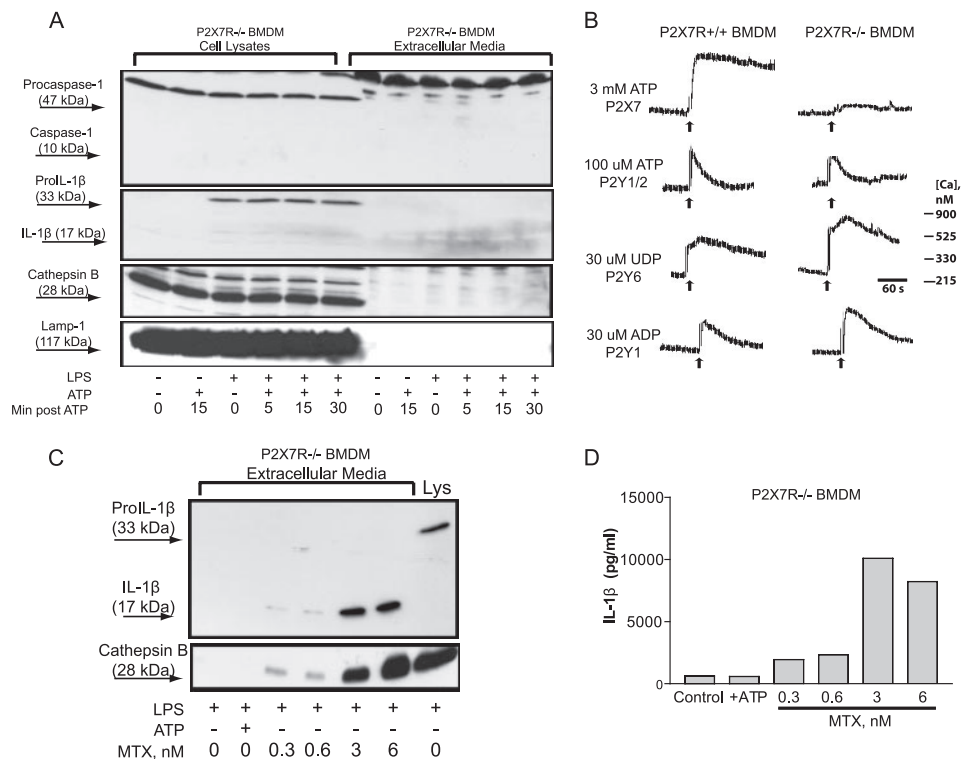 A
P2X7R-/- BMDM
Cell Lysates
P2X7R-/- BMDM
Extracellular Media
Procaspase-1
(47 kDa)
Caspase-1
(10 kDa)
ProIL-1β
(33 kDa)
IL-1β (17 kDa)
Cathepsin B
(28 kDa)
Lamp-1
(117 kDa)
LPS - - + + + + - - + + + +
ATP - + - + + + - + - + + +
Min post ATP 0 15 0 5 15 30 0 15 0 5 15 30
B
P2X7R+/+ BMDM P2X7R-/- BMDM
3 mM ATP
P2X7
100 uM ATP
P2Y1/2
30 uM UDP
P2Y6
30 uM ADP
P2Y1
[Ca],
nM
900
525
330
215
60 s
C
P2X7R-/- BMDM
Extracellular Media
Lys
ProIL-1β
(33 kDa)
IL-1β
(17 kDa)
Cathepsin B
(28 kDa)
LPS + + + + + + +
ATP - + - - - - -
MTX, nM 0 0 0.3 0.6 3 6 0
D
P2X7R-/- BMDM
IL-1β (pg/ml)
15000
10000
5000
0
Control +ATP 0.3 0.6 3 6
MTX, nM